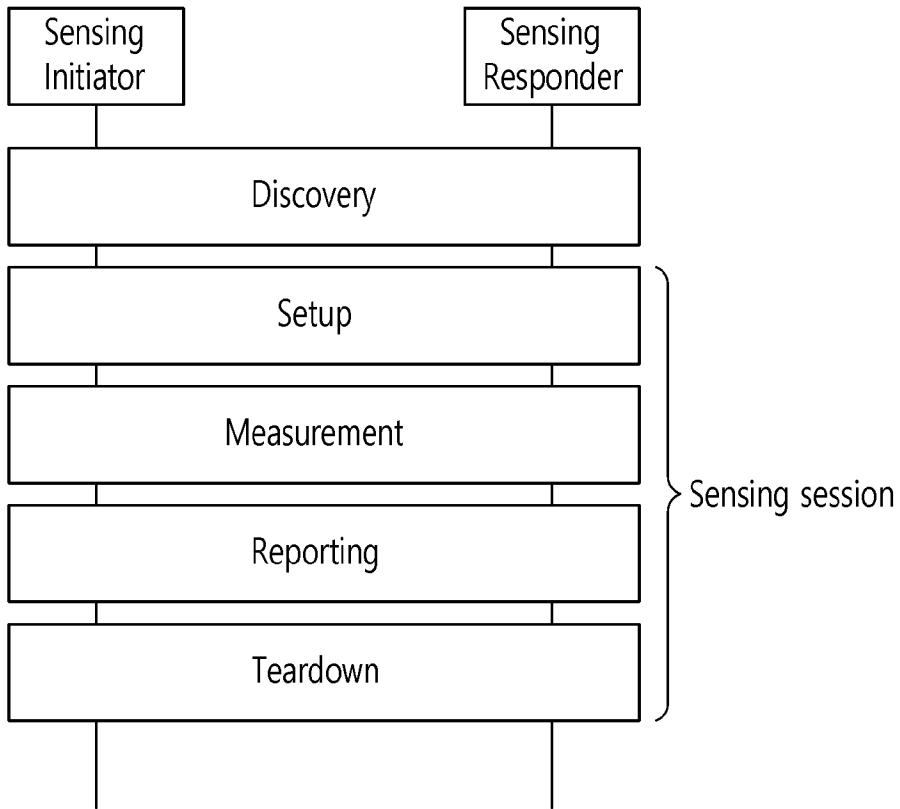 Sensing
Initiator
Sensing
Responder
Discovery
Setup
Measurement
Reporting
Teardown
Sensing session